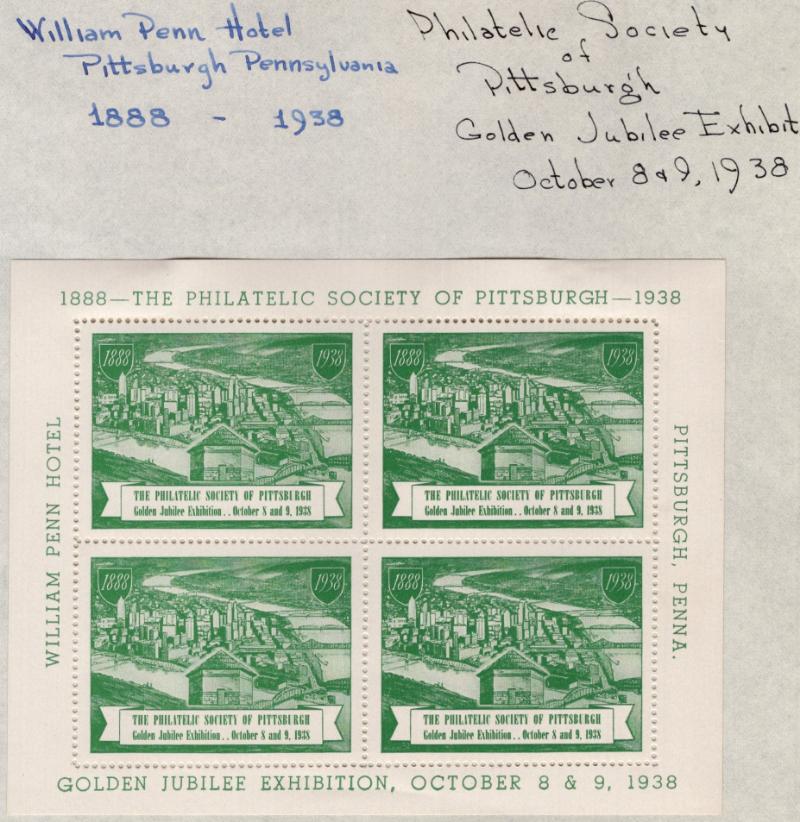 William Penn Hotel
Pittsburgh Pennsylvania
1888 - 1938
Philatelic Society
of
Pittsburgh
Golden Jubilee Exhibit
October 8 & 9, 1938
1888—THE PHILATELIC SOCIETY OF PITTSBURGH—1938
WILLIAM PENN HOTEL
1888 1938
THE PHILATELIC SOCIETY OF PITTSBURGH
Golden Jubilee Exhibition . . October 8 and 9, 1938
1888 1938
THE PHILATELIC SOCIETY OF PITTSBURGH
Golden Jubilee Exhibition . . October 8 and 9, 1938
1888 1938
THE PHILATELIC SOCIETY OF PITTSBURGH
Golden Jubilee Exhibition . . October 8 and 9, 1938
1888 1938
THE PHILATELIC SOCIETY OF PITTSBURGH
Golden Jubilee Exhibition . . October 8 and 9, 1938
PITTSBURGH, PENNA.
GOLDEN JUBILEE EXHIBITION, OCTOBER 8 & 9, 1938